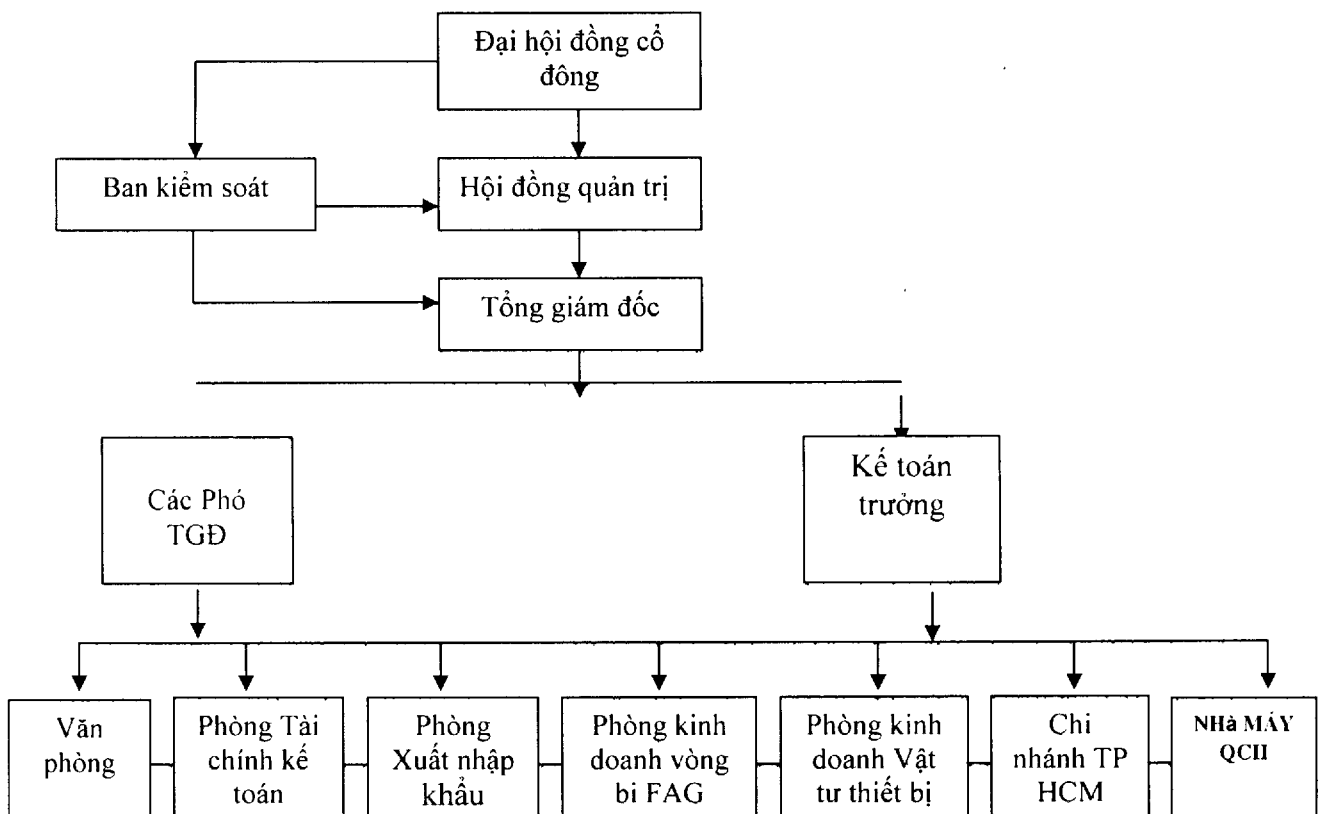 Đại hội đồng cổ
đông
Ban kiểm soát
Hội đồng quản trị
Tổng giám đốc
Các Phó
TGĐ
Kế toán
trưởng
Văn
phòng
Phòng Tài
chính kế
toán
Phòng
Xuất nhập
khẩu
Phòng kinh
doanh vòng
bi FAG
Phòng kinh
doanh Vật
tư thiết bị
Chi
nhánh TP
HCM
NHà MÁY
QCII